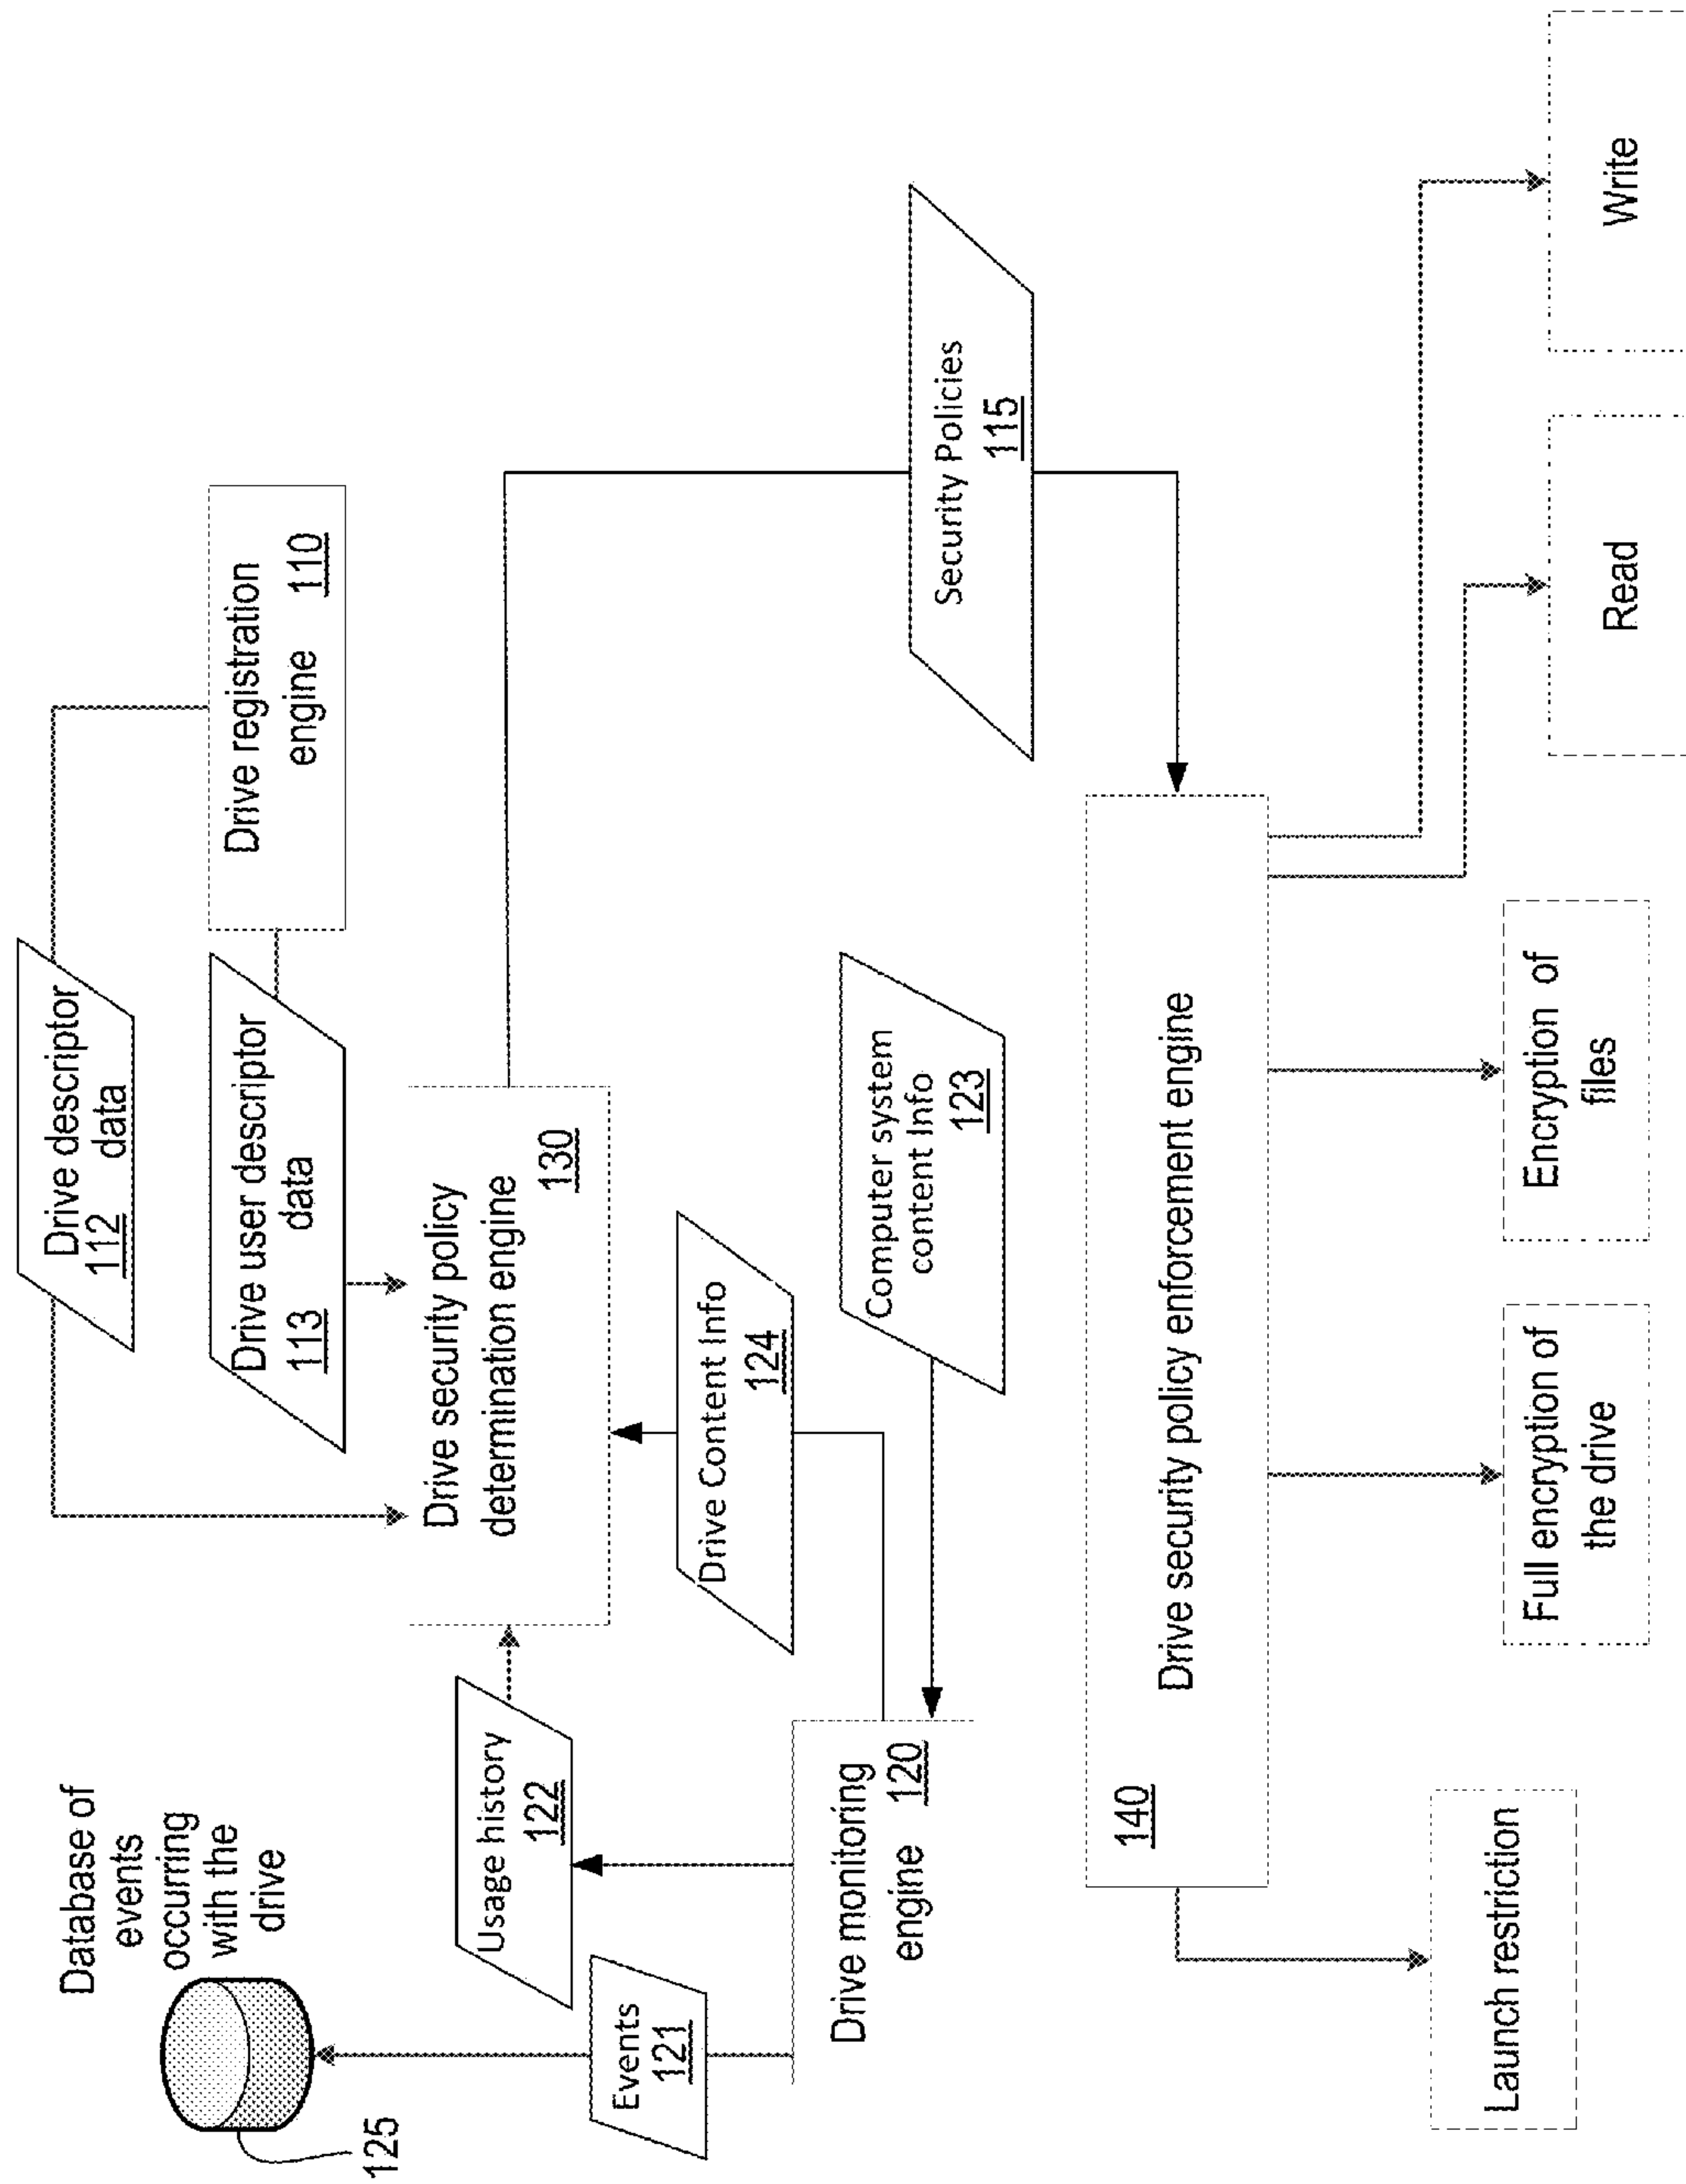 Database of
events
occurring
with the
drive
125
Drive descriptor
112 data
Drive user descriptor
113 data
Drive registration
engine 110
Events
121
Usage history
122
Drive security policy
determination engine
130
Drive Content Info
124
Drive monitoring
engine 120
Computer system
content Info
123
Security Policies
115
140
Drive security policy enforcement engine
Launch restriction
Full encryption of
the drive
Encryption of
files
Read
Write